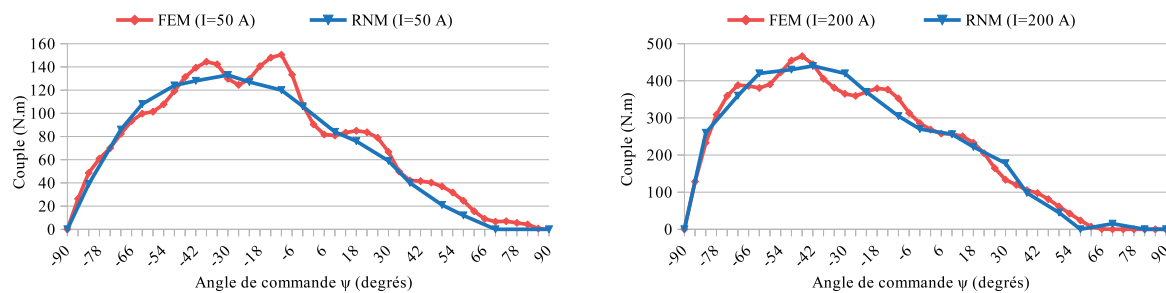 FEM (I=50 A) RNM (I=50 A)
160
140
120
100
80
60
40
20
0
Couple (N.m)
-90 -78 -66 -54 -42 -30 -18 -6 6 18 30 42 54 66 78 90
Angle de commande ψ (degrés)
FEM (I=200 A) RNM (I=200 A)
500
400
300
200
100
0
Couple (N.m)
-90 -78 -66 -54 -42 -30 -18 -6 6 18 30 42 54 66 78 90
Angle de commande ψ (degrés)